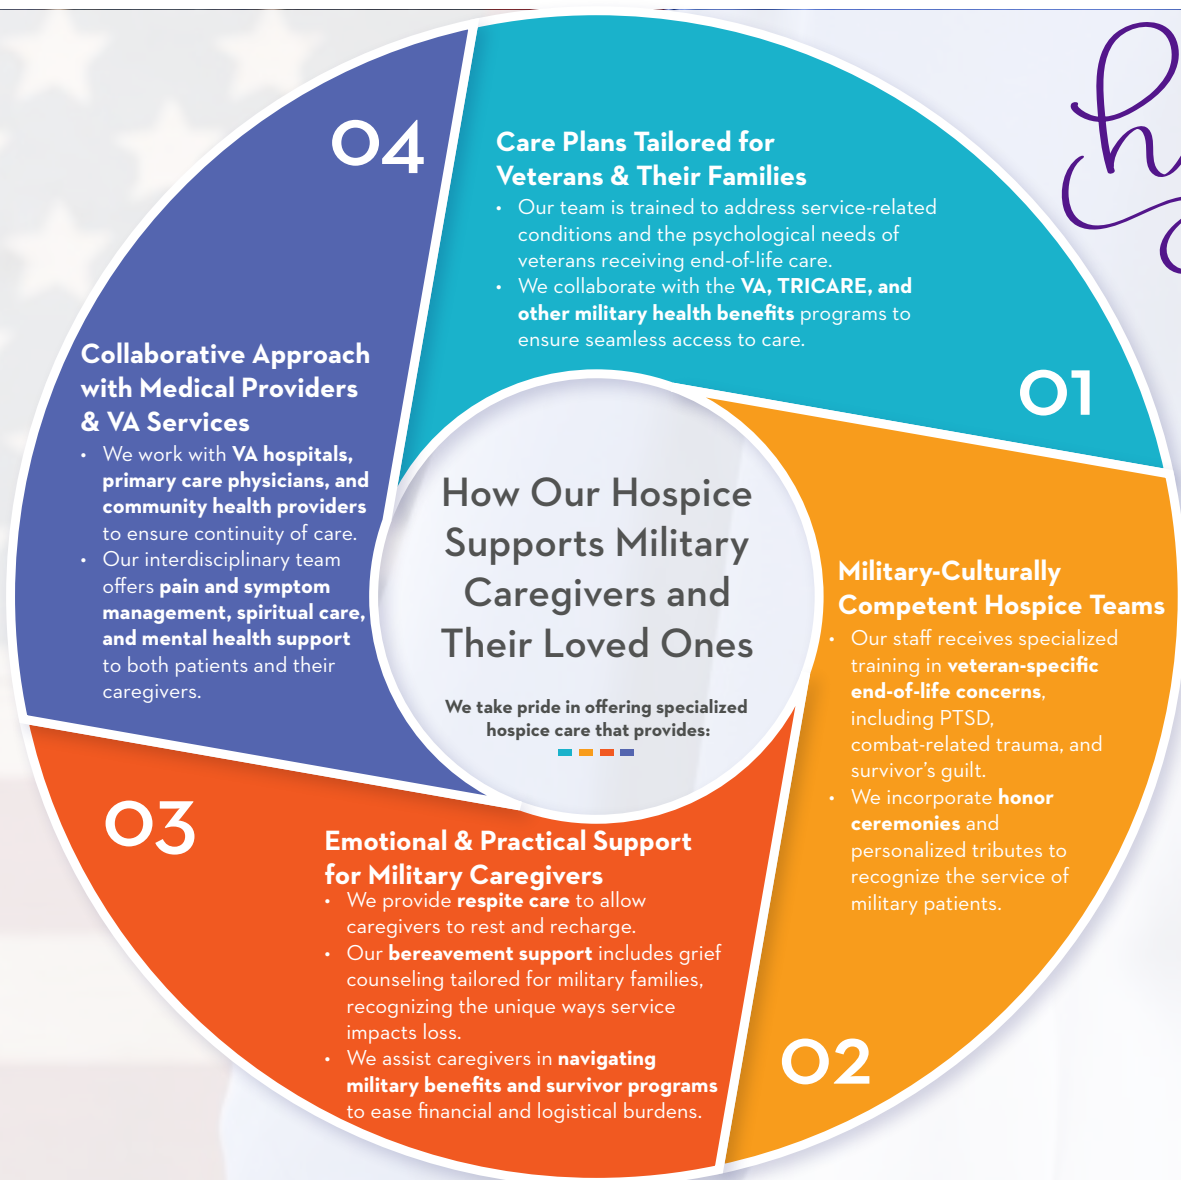 How Our Hospice
Supports Military
Caregivers and
Their Loved Ones
We take pride in offering specialized
hospice care that provides:
01
Care Plans Tailored for
Veterans & Their Families
• Our team is trained to address service-related
conditions and the psychological needs of
veterans receiving end-of-life care.
• We collaborate with the VA, TRICARE, and
other military health benefits programs to
ensure seamless access to care.
02
Military-Culturally
Competent Hospice Teams
• Our staff receives specialized
training in veteran-specific
end-of-life concerns,
including PTSD,
combat-related trauma, and
survivor's guilt.
• We incorporate honor
ceremonies and
personalized tributes to
recognize the service of
military patients.
03
Emotional & Practical Support
for Military Caregivers
• We provide respite care to allow
caregivers to rest and recharge.
• Our bereavement support includes grief
counseling tailored for military families,
recognizing the unique ways service
impacts loss.
• We assist caregivers in navigating
military benefits and survivor programs
to ease financial and logistical burdens.
04
Collaborative Approach
with Medical Providers
& VA Services
• We work with VA hospitals,
primary care physicians, and
community health providers
to ensure continuity of care.
• Our interdisciplinary team
offers pain and symptom
management, spiritual care,
and mental health support
to both patients and their
caregivers.